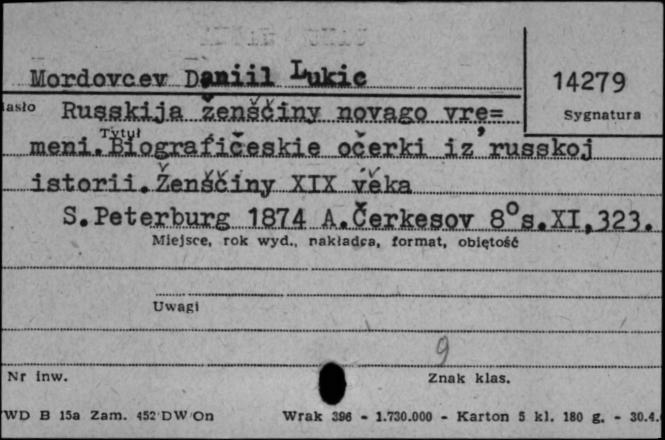 Mordovcev Daniil Lukic
14279
asło
Sygnatura
Russkija ženščiny novago vre=
Tytuł
meni. Biografičeskie očerki iz'russkoj
istorii. Ženščiny XIX věka
S. Peterburg 1874 A. Čerkesov 8° s. XI, 323.
Miejsce, rok wyd., nakładca, format, objętość
Uwagi
9
Nr inw.
Znak klas.
WD B 15a Zam. 452 DW On Wrak 396 - 1.730.000 - Karton 5 kl. 180 g. - 30.4.